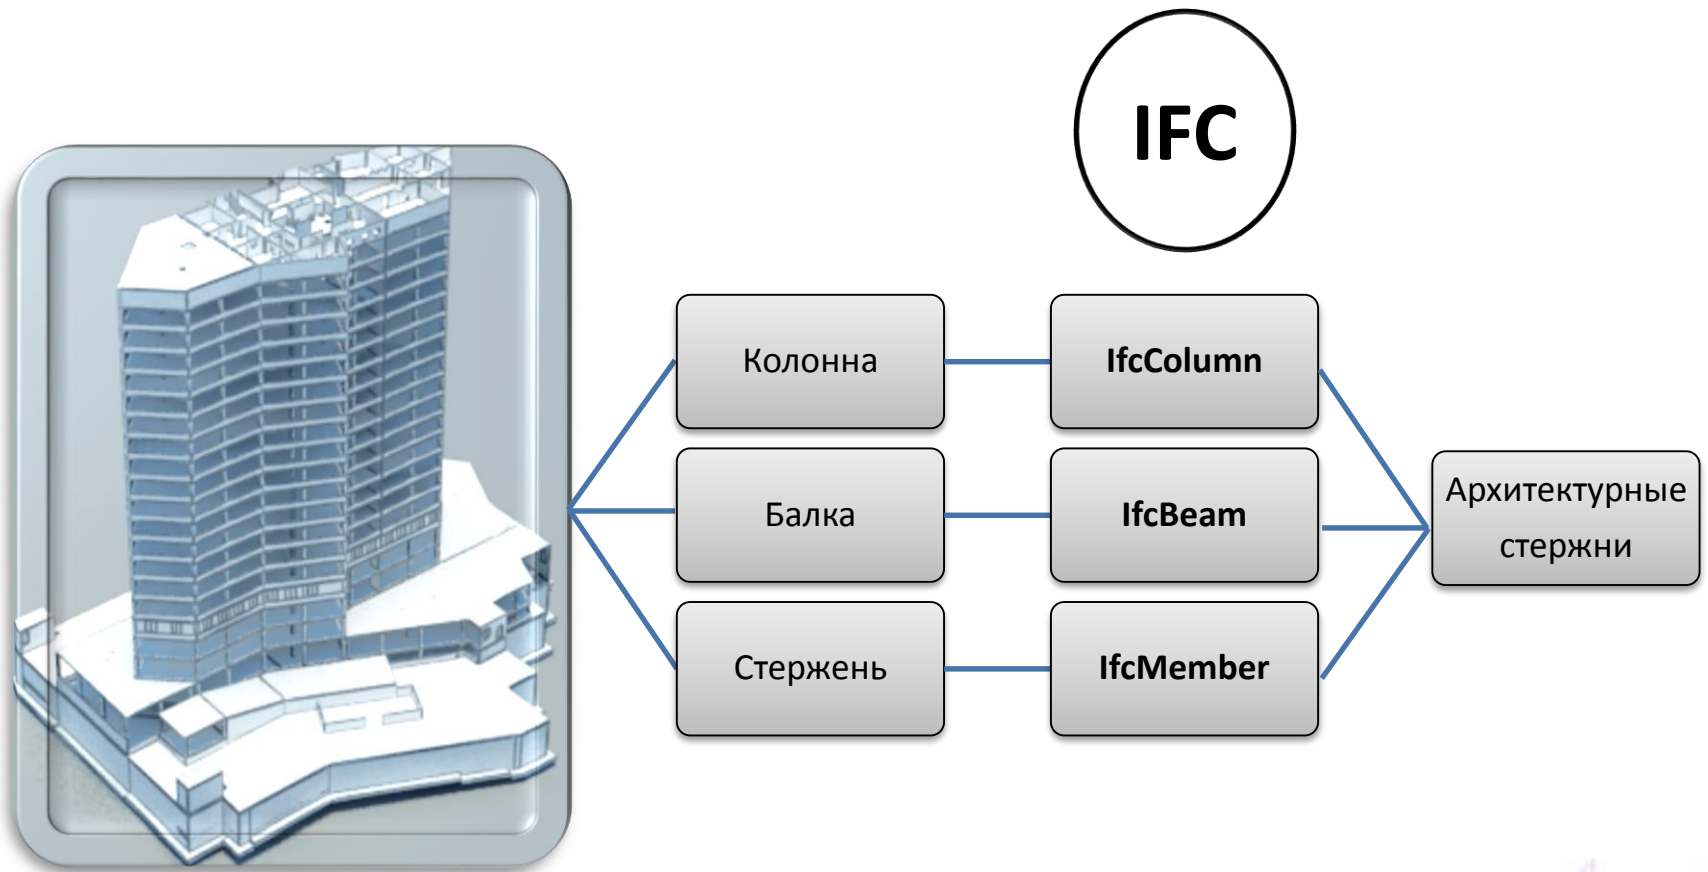 IFC
Колонна
IfcColumn
Балка
IfcBeam
Архитектурные
стержни
Стержень
IfcMember